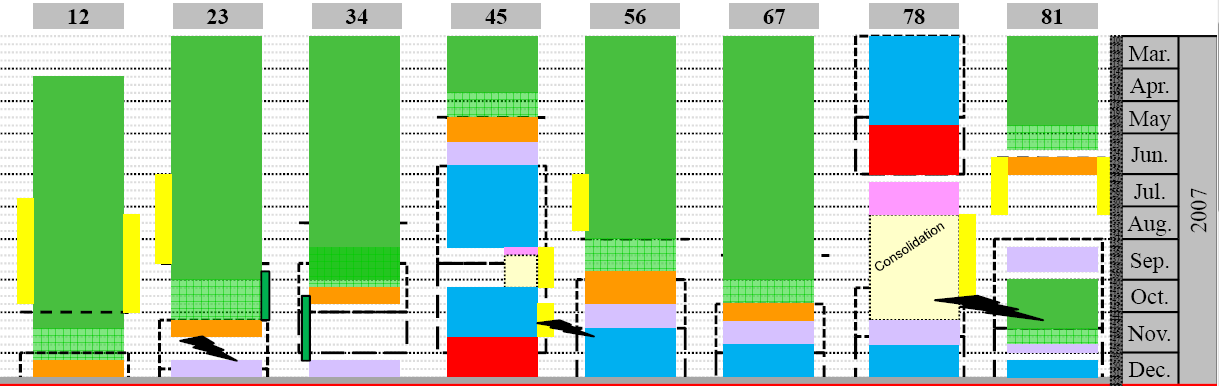 12 23 34 45 56 67 78 81
Mar.
Apr.
May
Jun.
Jul.
Aug.
Sep.
Oct.
Nov.
Dec.
2007
Consolidation